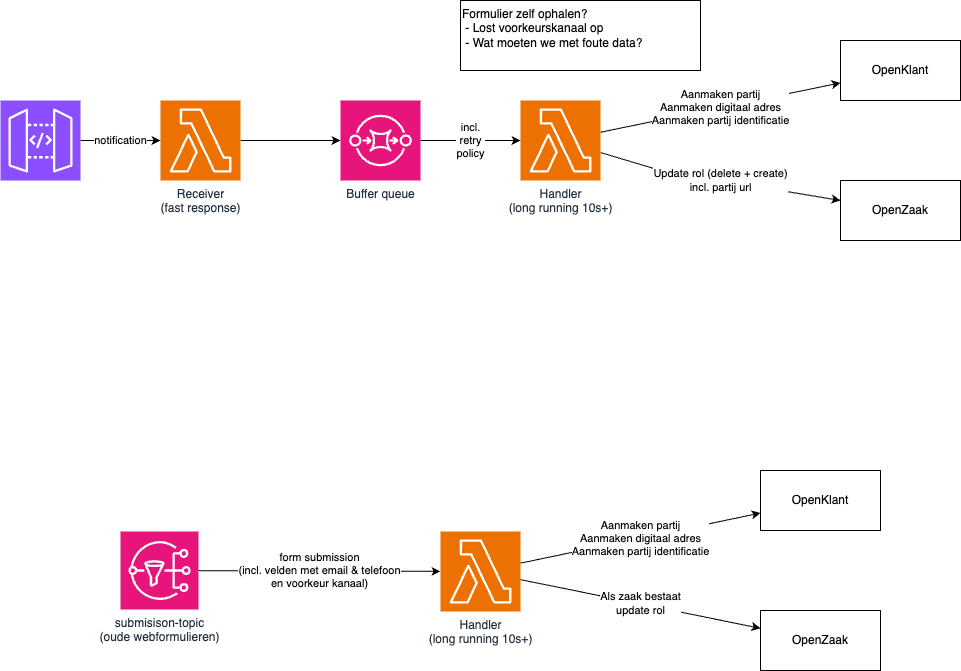 Formulier zelf ophalen?
- Lost voorkeurskanaal op
- Wat moeten we met foute data?
OpenKlant
Aanmaken partij
Aanmaken digitaal adres
Aanmaken partij identificatie
</>
notification
incl.
retry
policy
Receiver
(fast response)
Buffer queue
Handler
(long running 10s+)
Update rol (delete + create)
incl. partij url
OpenZaak
OpenKlant
Aanmaken partij
Aanmaken digitaal adres
Aanmaken partij identificatie
form submission
(incl. velden met email & telefoon
en voorkeur kanaal)
submisison-topic
(oude webformulieren)
Handler
(long running 10s+)
Als zaak bestaat
update rol
OpenZaak